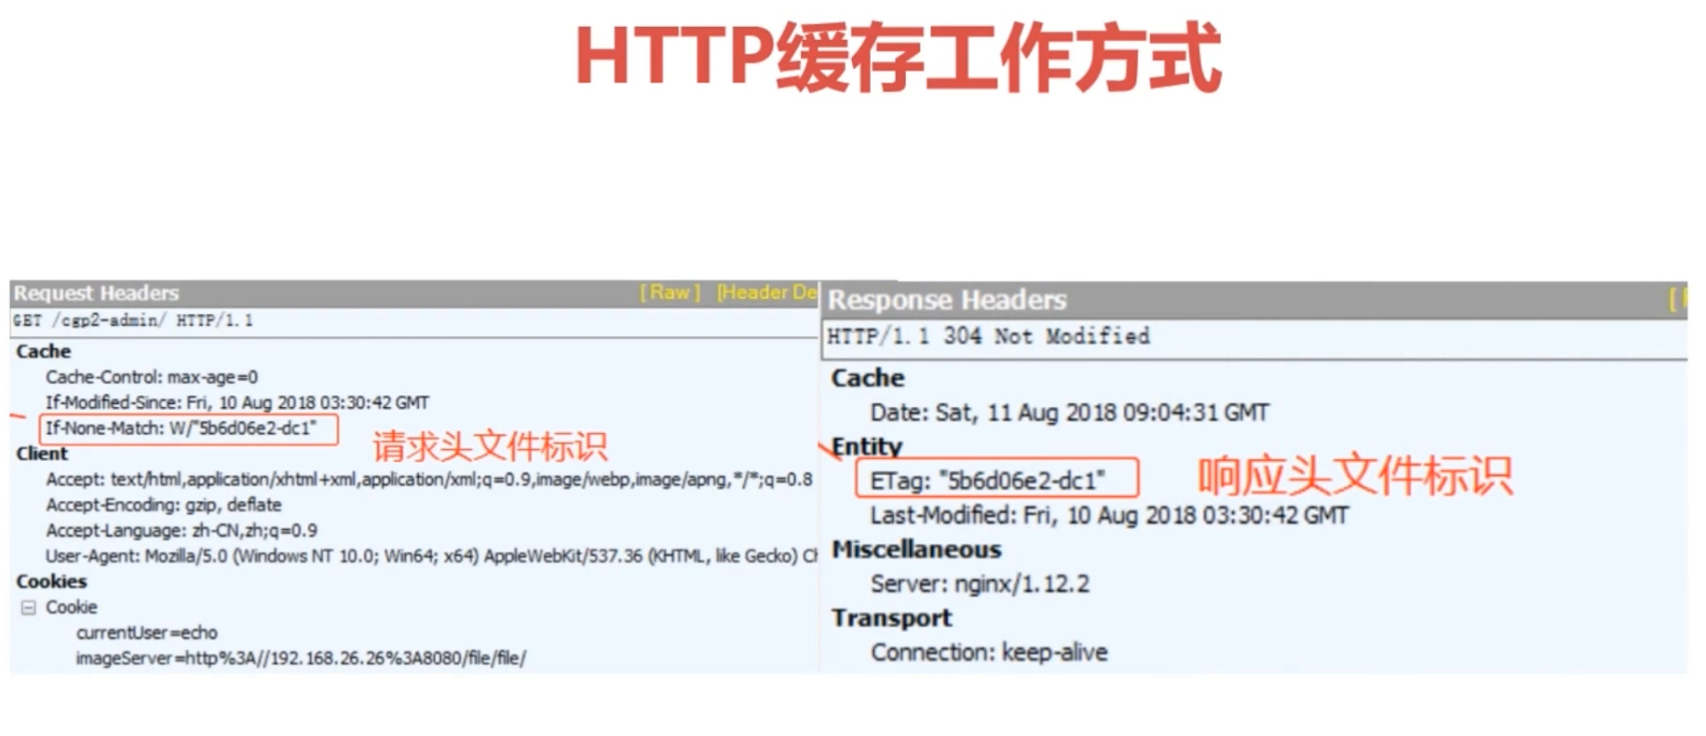 HTTP缓存工作方式
Request Headers [Raw] [Header De
GET /cgp2-admin/ HTTP/1.1
Cache
Cache-Control: max-age=0
If-Modified-Since: Fri, 10 Aug 2018 03:30:42 GMT
If-None-Match: W/"5b6d06e2-dc1"
请求头文件标识
Client
Accept: text/html,application/xhtml+xml,application/xml;q=0.9,image/webp,image/apng,*/*;q=0.8
Accept-Encoding: gzip, deflate
Accept-Language: zh-CN,zh;q=0.9
User-Agent: Mozilla/5.0 (Windows NT 10.0; Win64; x64) AppleWebKit/537.36 (KHTML, like Gecko) Ch
Cookies
Cookie
currentUser=echo
imageServer=http%3A//192.168.26.26%3A8080/file/file/
Response Headers [
HTTP/1.1 304 Not Modified
Cache
Date: Sat, 11 Aug 2018 09:04:31 GMT
Entity
ETag: "5b6d06e2-dc1"
响应头文件标识
Last-Modified: Fri, 10 Aug 2018 03:30:42 GMT
Miscellaneous
Server: nginx/1.12.2
Transport
Connection: keep-alive